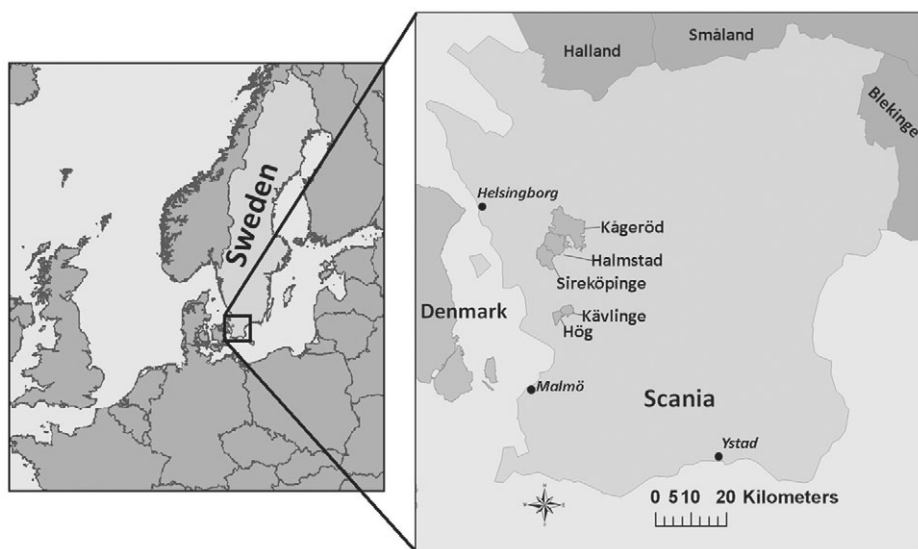 Sweden
Halland
Småland
Blekinge
Helsingborg
Kågeröd
Halmstad
Sireköpinge
Denmark
Kävlinge
Hög
Malmö
Scania
Ystad
0 5 10 20 Kilometers